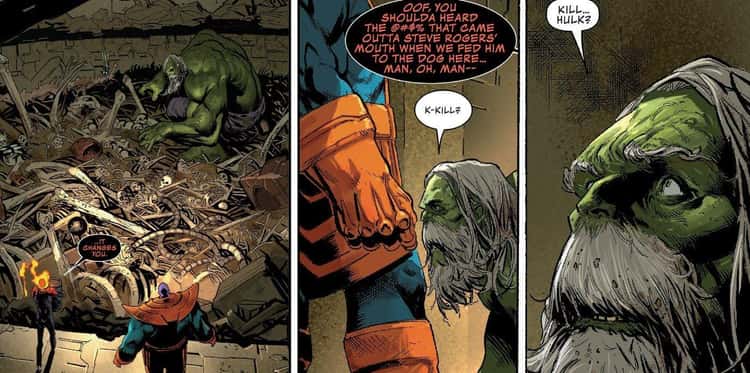 ...IT
CHANGES
YOU.
OOF, YOU
SHOULDA HEARD
THE @#$% THAT CAME
OUTTA STEVE ROGERS'
MOUTH WHEN WE FED HIM
TO THE DOG HERE...
MAN, OH, MAN--
K-KILL?
KILL...
HULK?